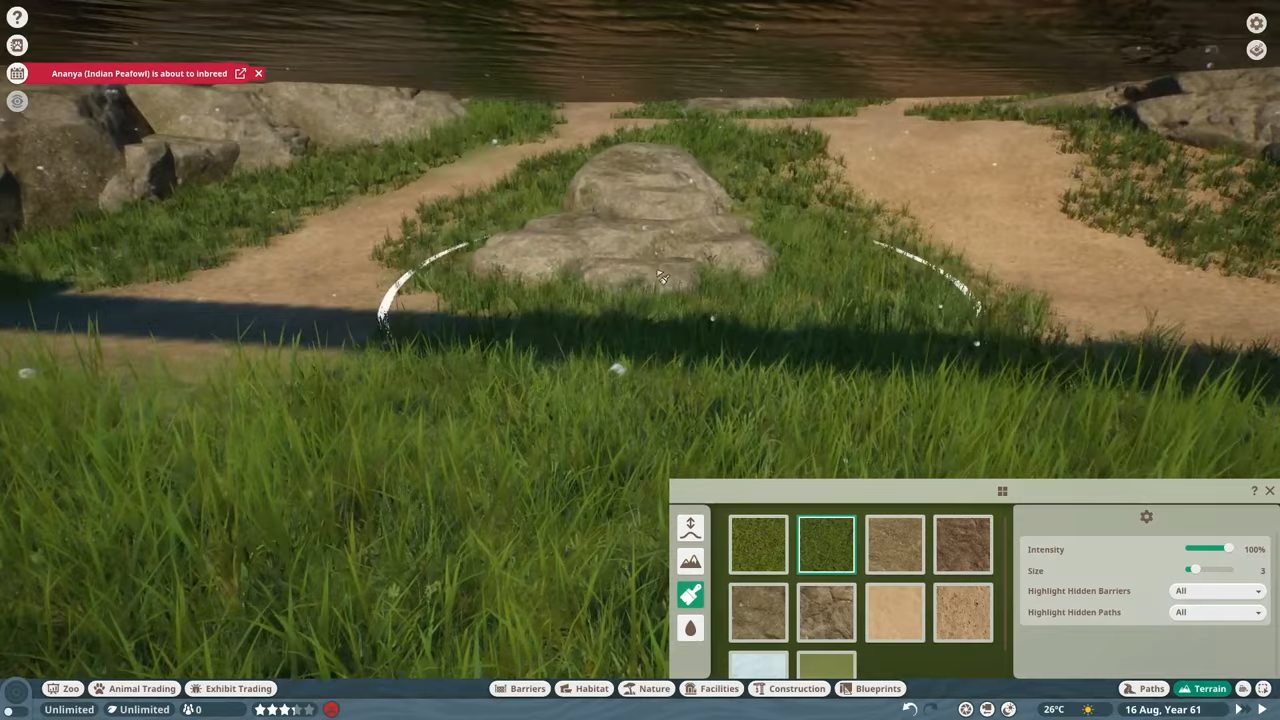 ?
Ananya (Indian Peafowl) is about to inbreed
?
Intensity 100%
Size 3
Highlight Hidden Barriers All
Highlight Hidden Paths All
Zoo Animal Trading Exhibit Trading Barriers Habitat Nature Facilities Construction Blueprints Paths Terrain
Unlimited Unlimited 0 26°C 16 Aug, Year 61